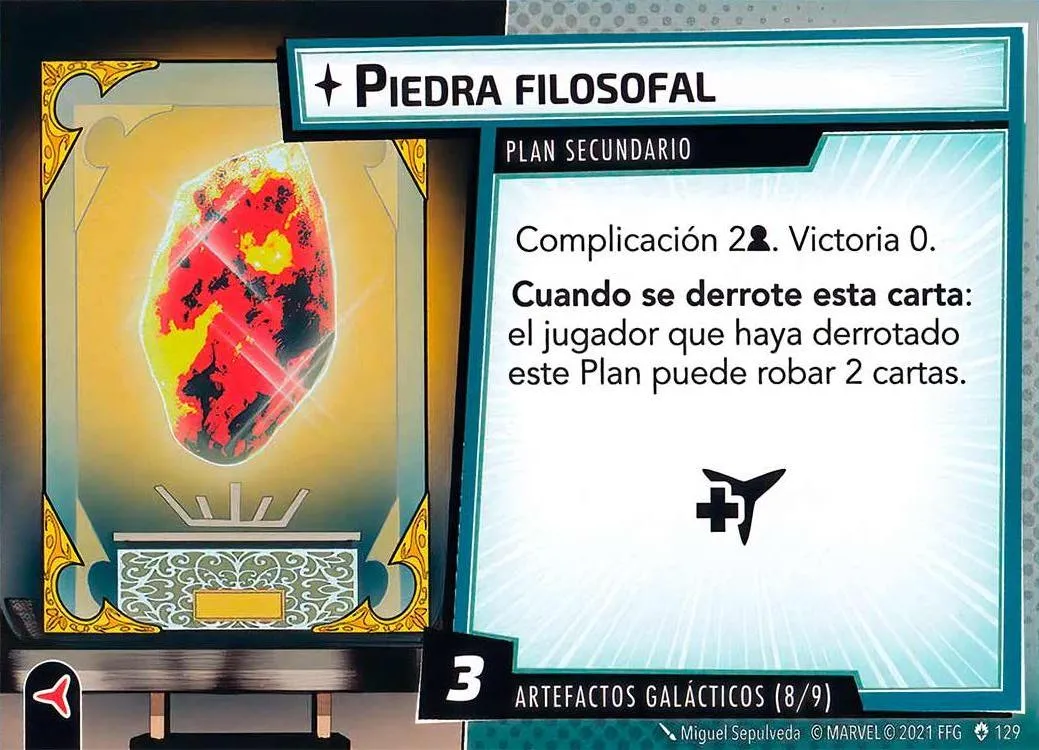 PIEDRA FILOSOFAL
PLAN SECUNDARIO
Complicación 2. Victoria 0.
Cuando se derrote esta carta:
el jugador que haya derrotado
este Plan puede robar 2 cartas.
3
ARTEFACTOS GALÁCTICOS (8/9)
Miguel Sepulveda © MARVEL © 2021 FFG 129